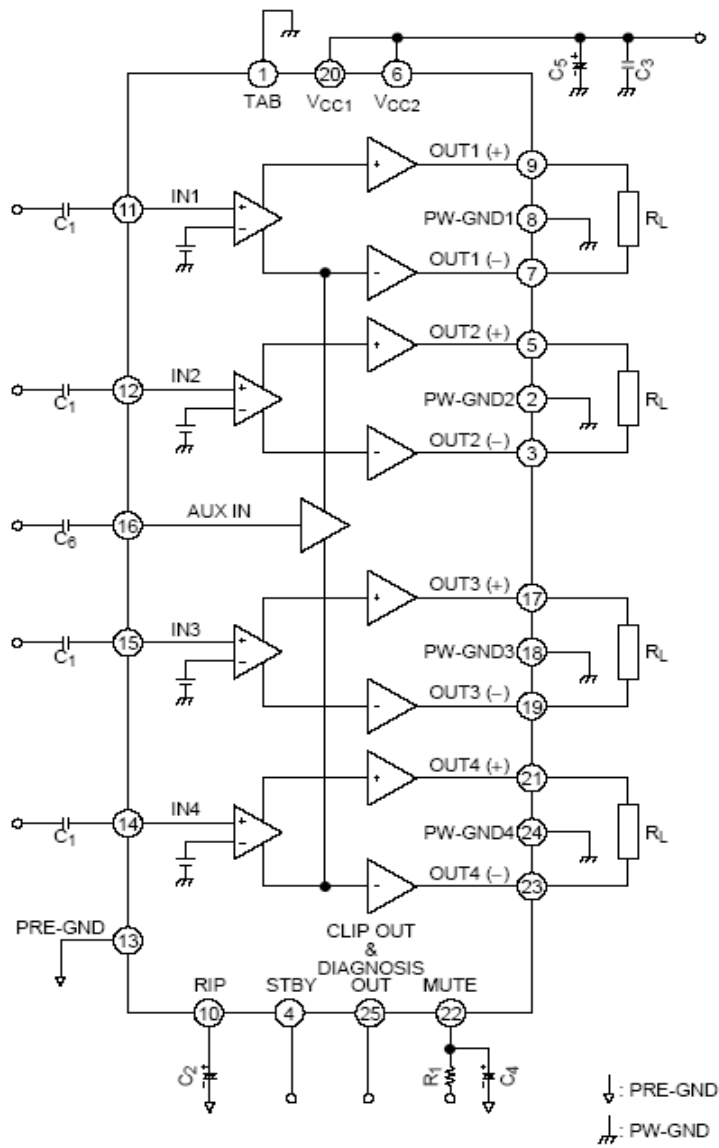 1
TAB
20
VCC1
6
VCC2
C5
C3
11
IN1
C1
+
−
+
OUT1 (+)
9
PW-GND1
8
RL
-
OUT1 (−)
7
12
IN2
C1
+
−
+
OUT2 (+)
5
PW-GND2
2
RL
-
OUT2 (−)
3
16
AUX IN
C6
15
IN3
C1
+
−
+
OUT3 (+)
17
PW-GND3
18
RL
-
OUT3 (−)
19
14
IN4
C1
+
−
+
OUT4 (+)
21
PW-GND4
24
RL
-
OUT4 (−)
23
PRE-GND
13
CLIP OUT
&
DIAGNOSIS
RIP
STBY
OUT
MUTE
10
4
25
22
C2
R1
C4
: PRE-GND
: PW-GND